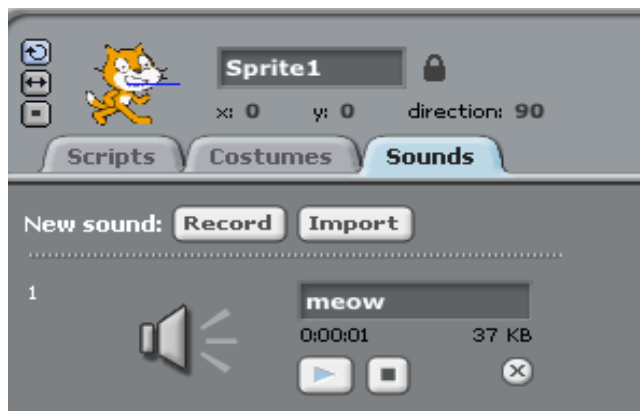 Sprite1
x: 0 y: 0 direction: 90
Scripts Costumes Sounds
New sound: Record Import
1
meow
0:00:01 37 KB